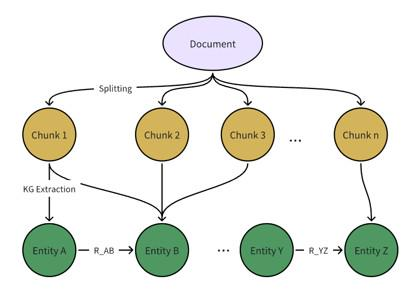 Document
Splitting
Chunk 1
Chunk 2
Chunk 3
...
Chunk n
KG Extraction
Entity A
R_AB
Entity B
...
Entity Y
R_YZ
Entity Z